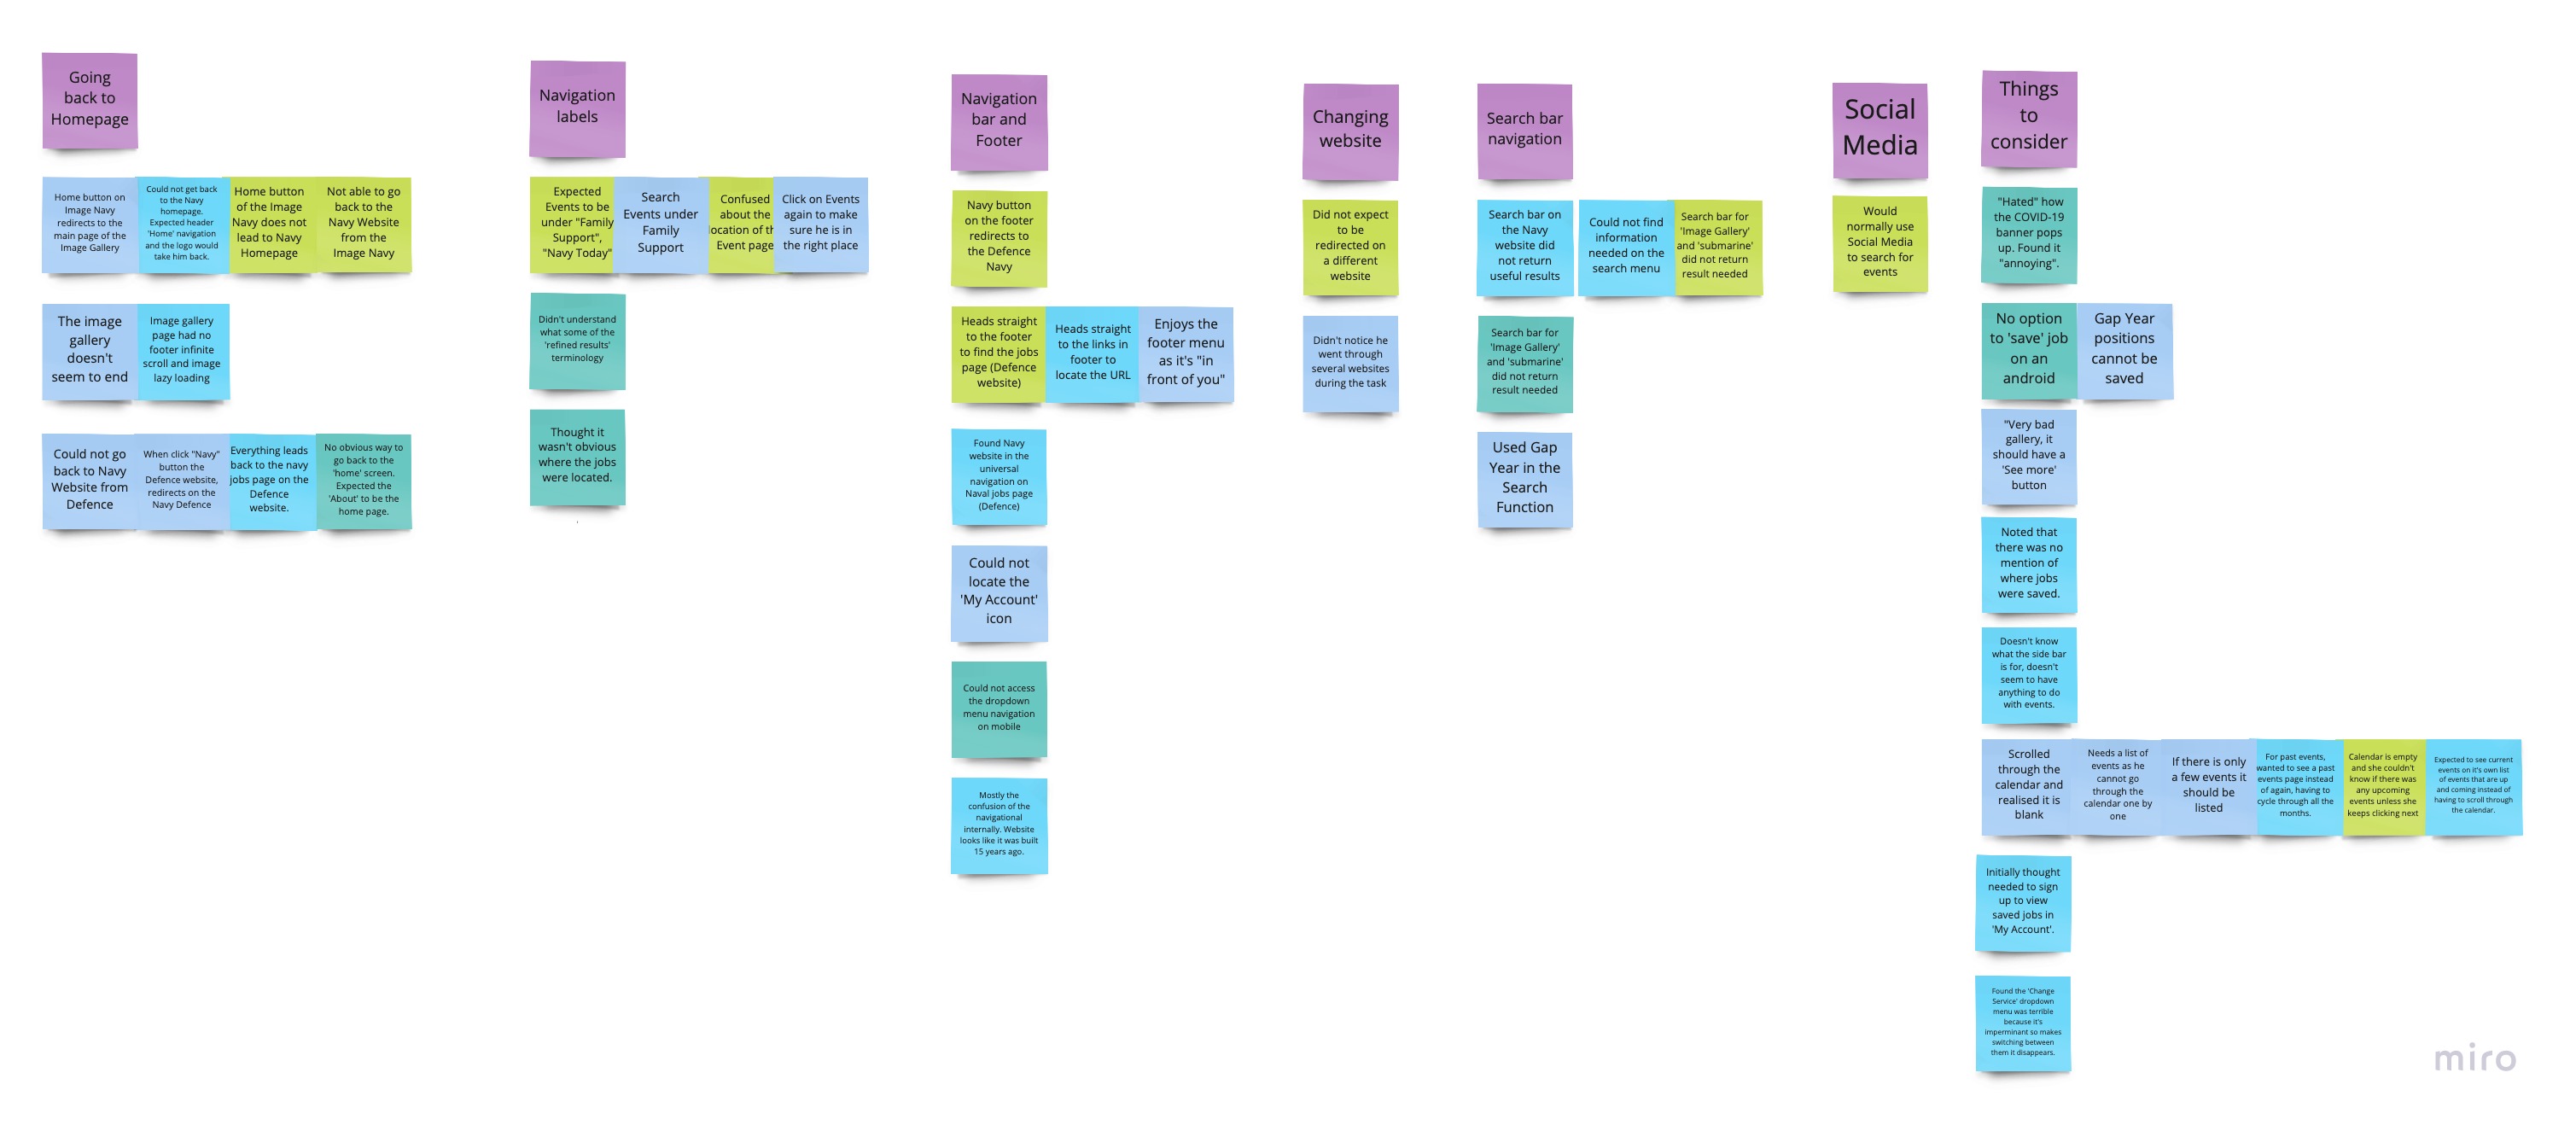 Going
back to
Homepage
Home button on
Image Navy
redirects to the
main page of the
Image Gallery
Could not get back
to the Navy
homepage.
Expected header
'Home' navigation
and the logo would
take him back.
Home button
of the Image
Navy does not
lead to Navy
Homepage
Not able to go
back to the
Navy Website
from the
Image Navy
The image
gallery
doesn't
seem to end
Image gallery
page had no
footer infinite
scroll and image
lazy loading
Could not go
back to Navy
Website from
Defence
When click "Navy"
button the
Defence website,
redirects on the
Navy Defence
Everything leads
back to the navy
jobs page on the
Defence
website.
No obvious way to
go back to the
'home' screen.
Expected the
'About' to be the
home page.
Navigation
labels
Expected
Events to be
under "Family
Support",
"Navy Today"
Search
Events under
Family
Support
Confused
about the
location of th
Event page
Click on Events
again to make
sure he is in
the right place
Didn't understand
what some of the
'refined results'
terminology
Thought it
wasn't obvious
where the jobs
were located.
Navigation
bar and
Footer
Navy button
on the footer
redirects to
the Defence
Navy
Heads straight
to the footer
to find the jobs
page (Defence
website)
Heads straight
to the links in
footer to
locate the URL
Enjoys the
footer menu
as it's "in
front of you"
Found Navy
website in the
universal
navigation on
Naval jobs page
(Defence)
Could not
locate the
'My Account'
icon
Could not access
the dropdown
menu navigation
on mobile
Mostly the
confusion of the
navigational
internally. Website
looks like it was built
15 years ago.
Changing
website
Did not expect
to be
redirected on
a different
website
Didn't notice he
went through
several websites
during the task
Search bar
navigation
Search bar on
the Navy
website did
not return
useful results
Could not find
information
needed on the
search menu
Search bar for
'Image Gallery'
and 'submarine'
did not return
result needed
Search bar for
'Image Gallery'
and 'submarine'
did not return
result needed
Used Gap
Year in the
Search
Function
Social
Media
Would
normally use
Social Media
to search for
events
Things
to
consider
"Hated" how
the COVID-19
banner pops
up. Found it
"annoying".
No option
to 'save' job
on an
android
Gap Year
positions
cannot be
saved
"Very bad
gallery, it
should have a
'See more'
button
Noted that
there was no
mention of
where jobs
were saved.
Doesn't know
what the side bar
is for, doesn't
seem to have
anything to do
with events.
Scrolled
through the
calendar and
realised it is
blank
Needs a list of
events as he
cannot go
through the
calendar one by
one
If there is only
a few events it
should be
listed
For past events,
wanted to see a past
events page instead
of again, having to
cycle through all the
months.
Calendar is empty
and she couldn't
know if there was
any upcoming
events unless she
keeps clicking next
Expected to see current
events on it's own list
of events that are up
and coming instead of
having to scroll through
the calendar.
Initially thought
needed to sign
up to view
saved jobs in
'My Account'.
Found the 'Change
Service' dropdown
menu was terrible
because it's
imperminant so makes
switching between
them it disappears.
miro